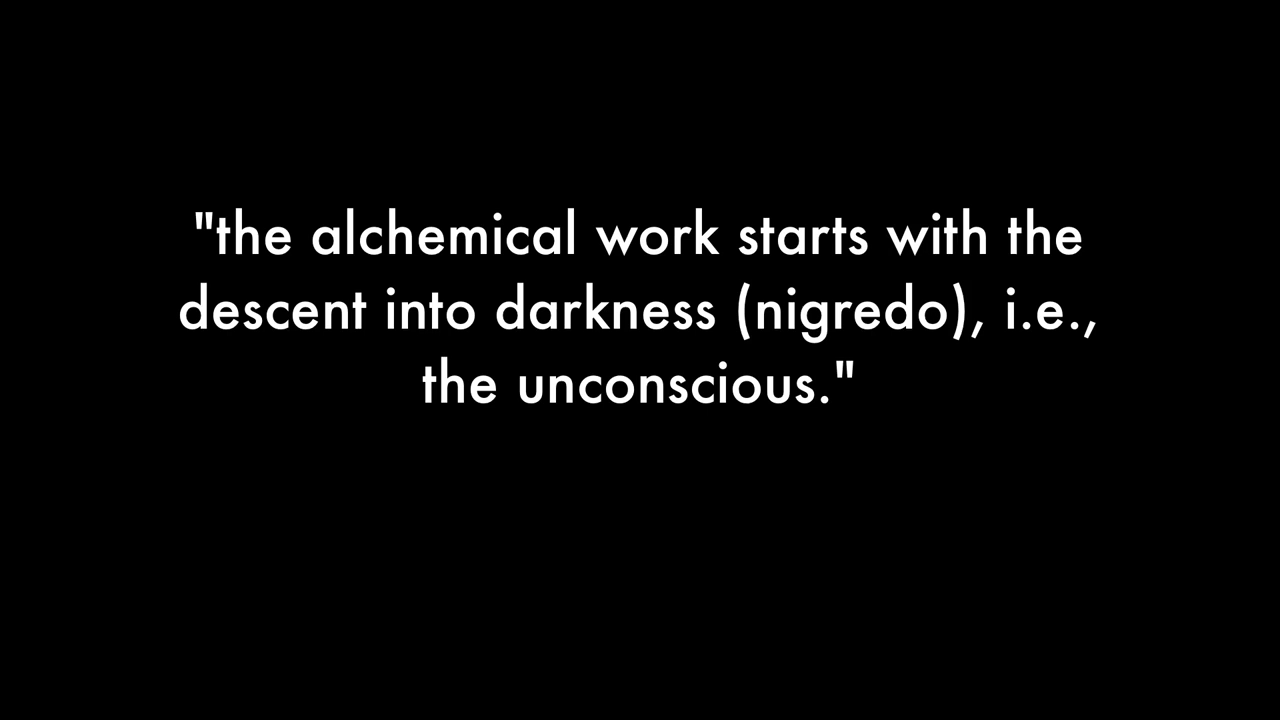 "the alchemical work starts with the
descent into darkness (nigredo), i.e.,
the unconscious."